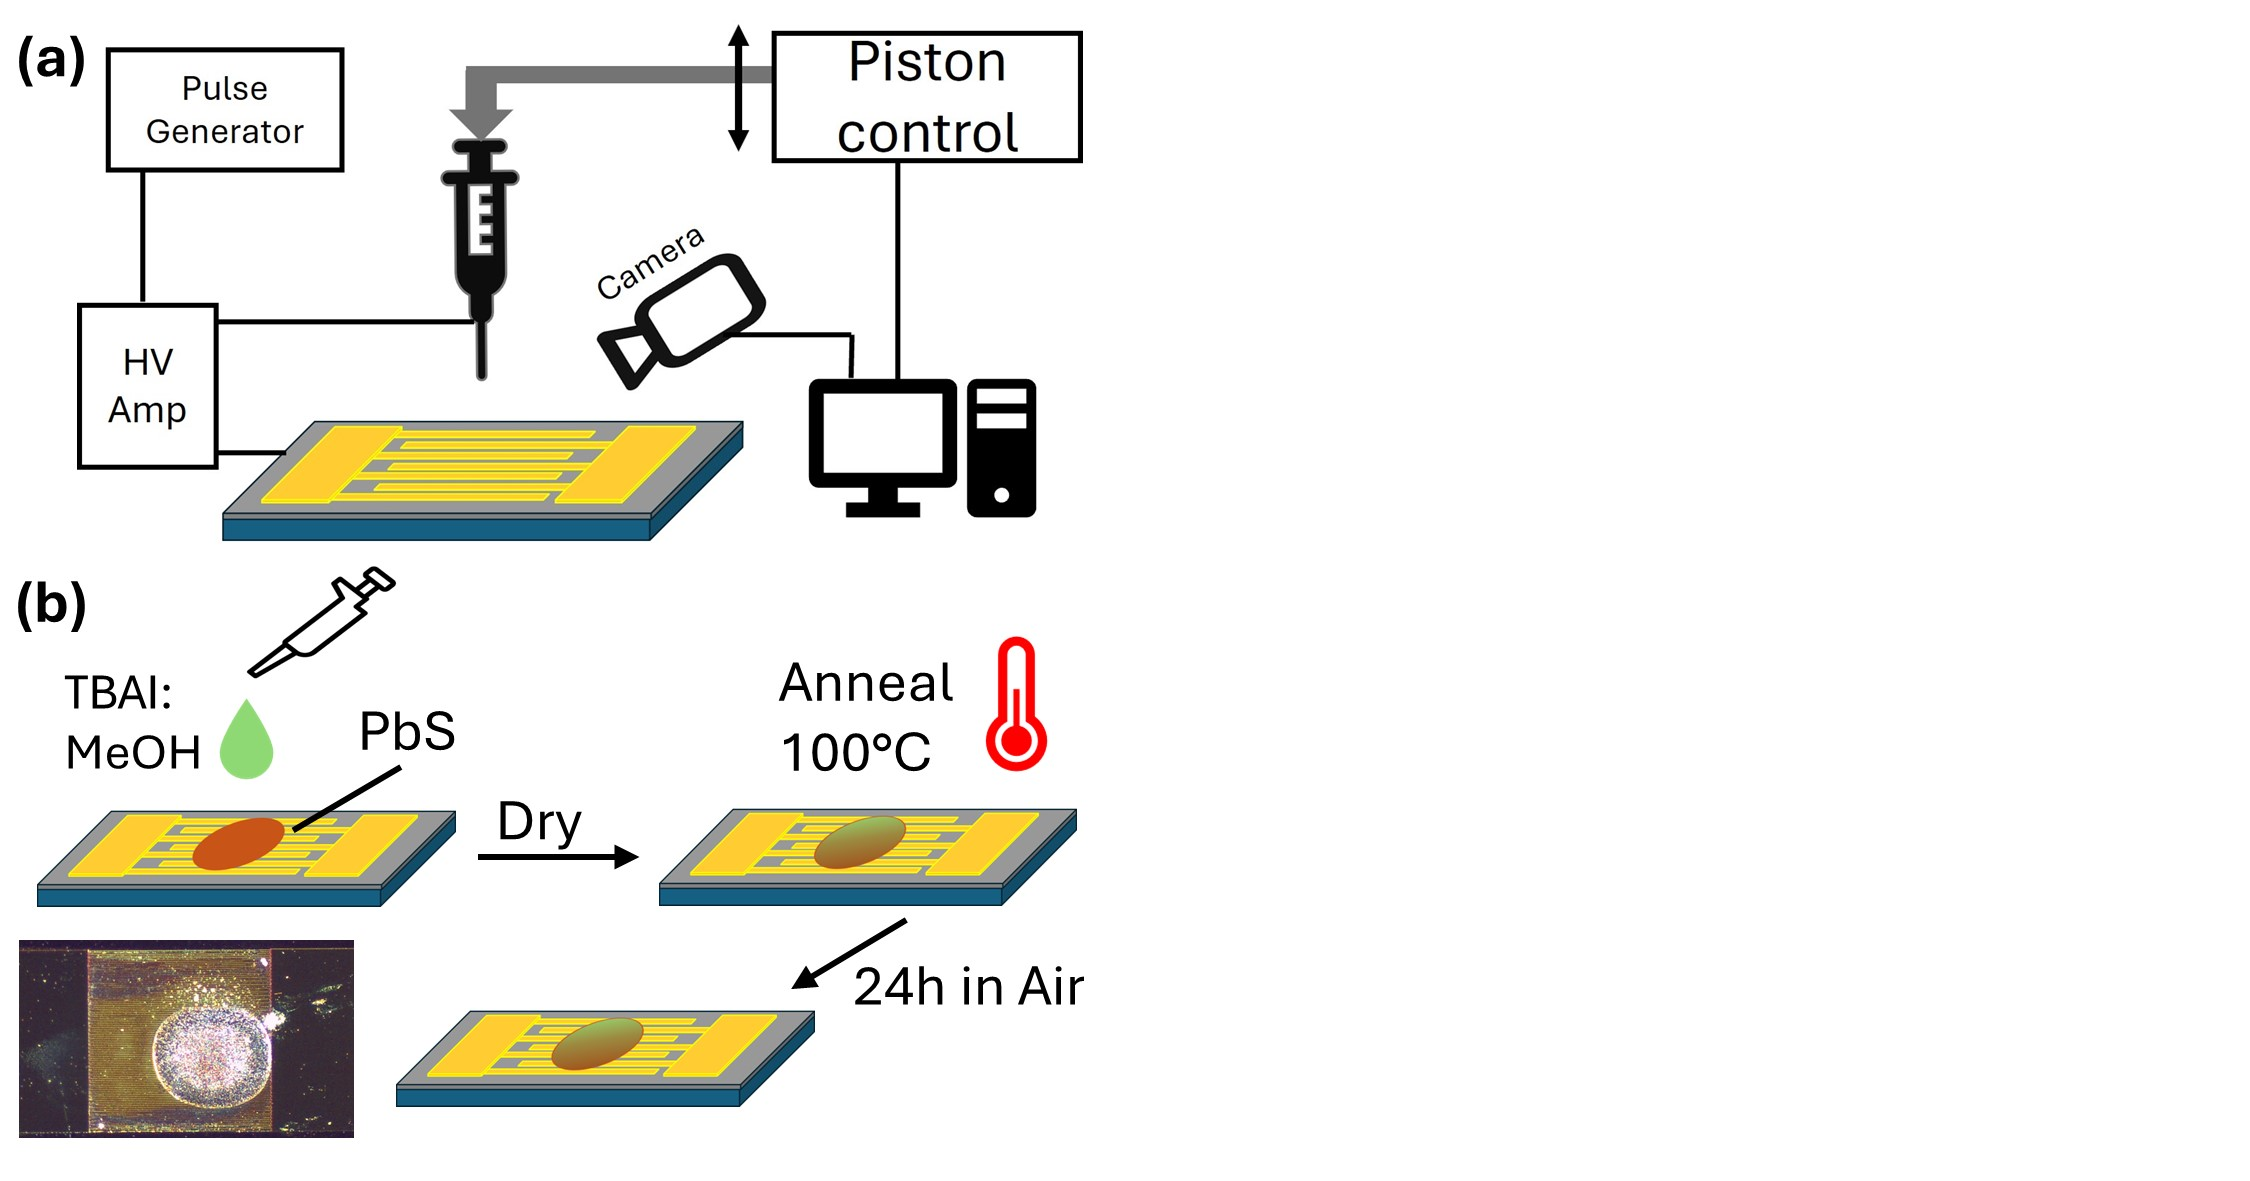 (a)
Pulse
Generator
Piston
control
Camera
HV
Amp
(b)
TBAI:
MeOH
PbS
Dry
Anneal
100°C
24h in Air